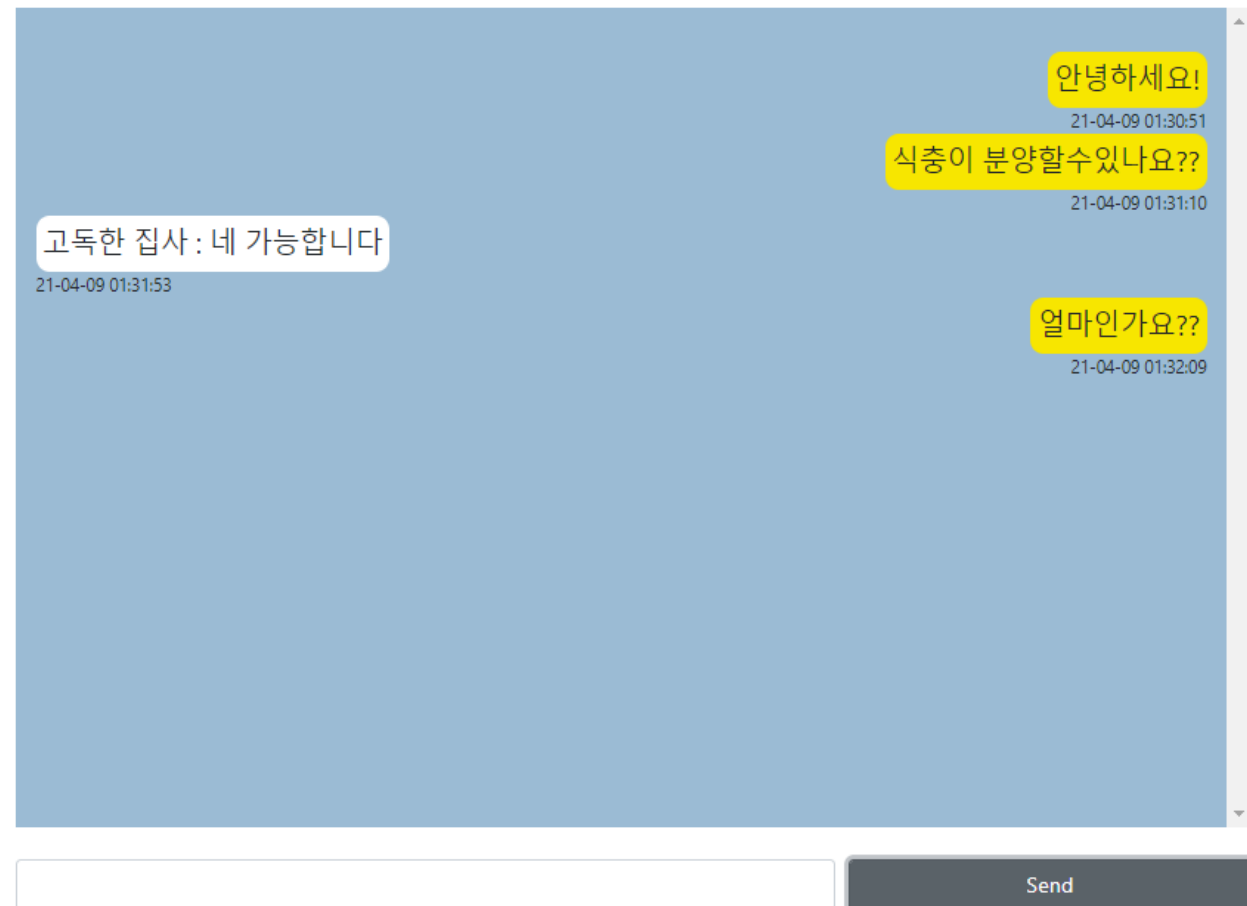 안녕하세요!
21-04-09 01:30:51
식충이 분양할수있나요??
21-04-09 01:31:10
고독한 집사 : 네 가능합니다
21-04-09 01:31:53
얼마인가요??
21-04-09 01:32:09
Send